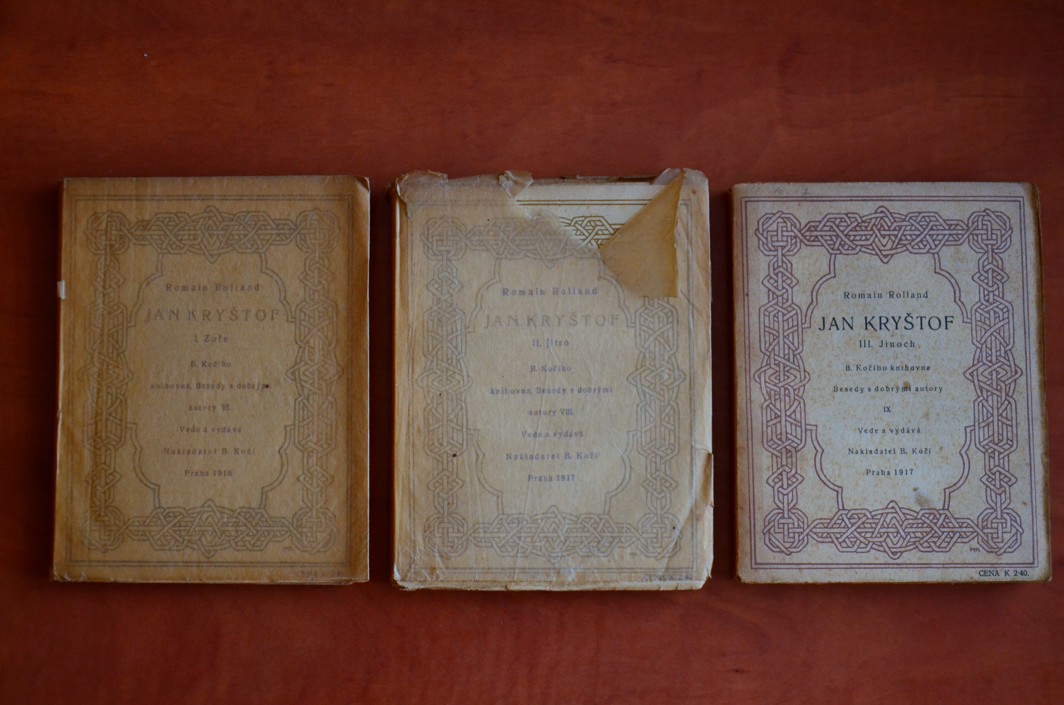 Romain Rolland
JAN KRYŠTOF
I. Zoře
B. Kočího
knihovna, Besedy s dobrými
autory
Vede a vydává
Nakladatel B. Kočí
Praha 1916
Romain Rolland
JAN KRYŠTOF
II. Jitro
B. Kočího
knihovna, Besedy s dobrými
autory VIII.
Vede a vydává
Nakladatel B. Kočí
Praha 1917
Romain Rolland
JAN KRYŠTOF
III. Jinoch
B. Kočího knihovna
Besedy s dobrými autory
IX
Vede a vydává
Nakladatel B. Kočí
Praha 1917
CENA K 2·40.